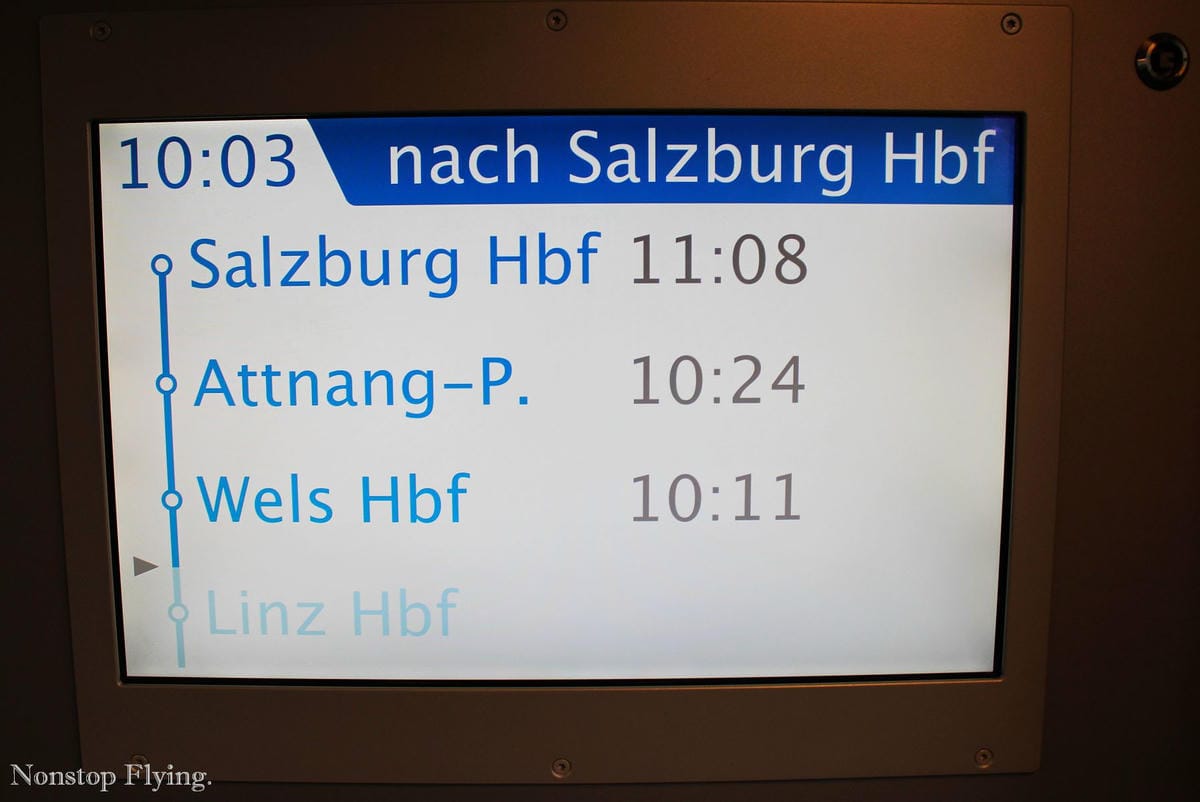 10:03 nach Salzburg Hbf
Salzburg Hbf 11:08
Attnang-P. 10:24
Wels Hbf 10:11
Linz Hbf
Nonstop Flying.